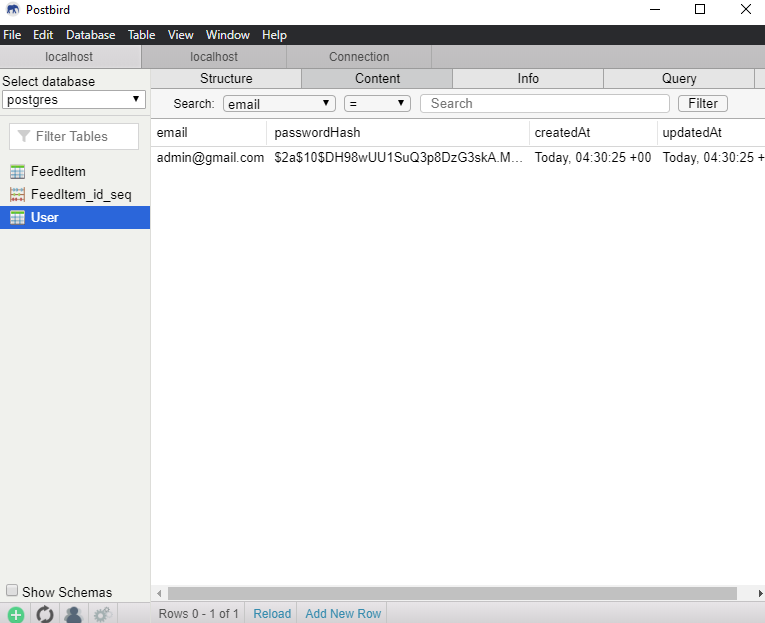 Postbird
File Edit Database Table View Window Help
localhost localhost Connection
Select database
postgres
Filter Tables
FeedItem
FeedItem_id_seq
User
Show Schemas
Structure Content Info Query
Search: email = Search Filter
email passwordHash createdAt updatedAt
admin@gmail.com $2a$10$DH98wUU1SuQ3p8DzG3skA.M... Today, 04:30:25 +00 Today, 04:30:25 +
Rows 0 - 1 of 1 Reload Add New Row